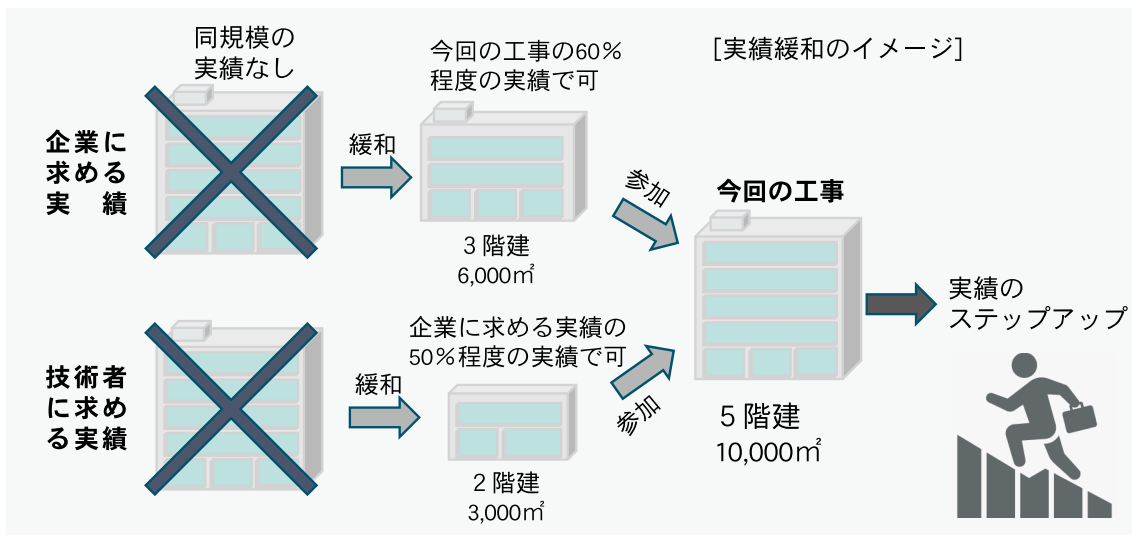 [実績緩和のイメージ]
同規模の
実績なし
今回の工事の60％
程度の実績で可
企業に
求める
実績
緩和
3階建
6,000㎡
参加
今回の工事
5階建
10,000㎡
実績の
ステップアップ
技術者
に求め
る実績
緩和
企業に求める実績の
50％程度の実績で可
2階建
3,000㎡
参加